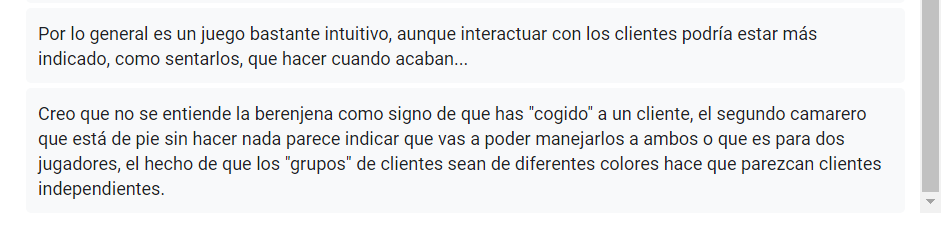 Por lo general es un juego bastante intuitivo, aunque interactuar con los clientes podría estar más
indicado, como sentarlos, que hacer cuando acaban...
Creo que no se entiende la berenjena como signo de que has "cogido" a un cliente, el segundo camarero
que está de pie sin hacer nada parece indicar que vas a poder manejarlos a ambos o que es para dos
jugadores, el hecho de que los "grupos" de clientes sean de diferentes colores hace que parezcan clientes
independientes.